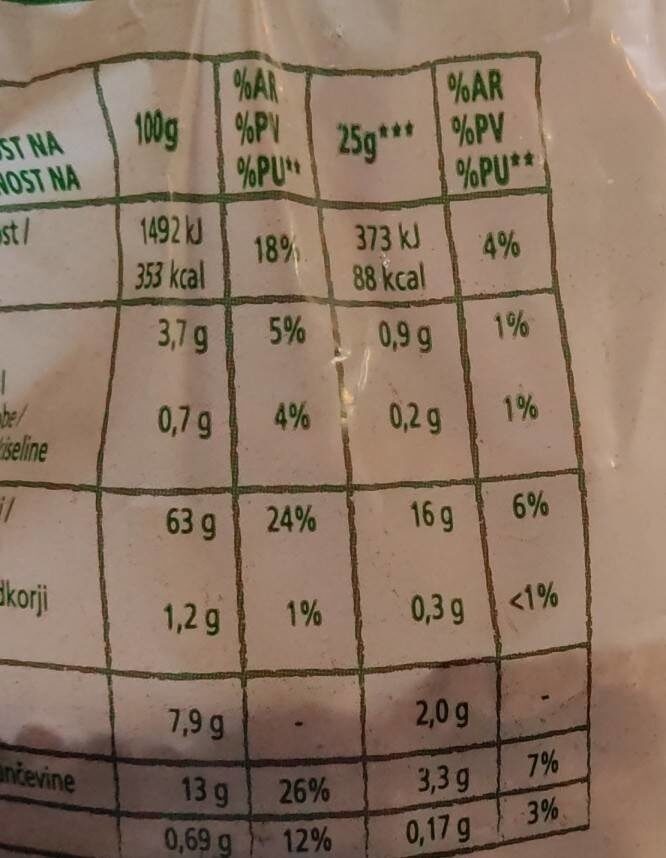 %AR %AR
100g %PV 25g*** %PV
ST NA %PU** %PU**
NOST NA
ost / 1492 kJ 18% 373 kJ 4%
353 kcal 88 kcal
3,7 g 5% 0,9 g 1%
obe/ 0,7 g 4% 0,2 g 1%
kiseline
i/ 63 g 24% 16 g 6%
dkorji 1,2 g 1% 0,3 g <1%
7,9 g - 2,0 g -
ančevine 13 g 26% 3,3 g 7%
0,69 g 12% 0,17 g 3%